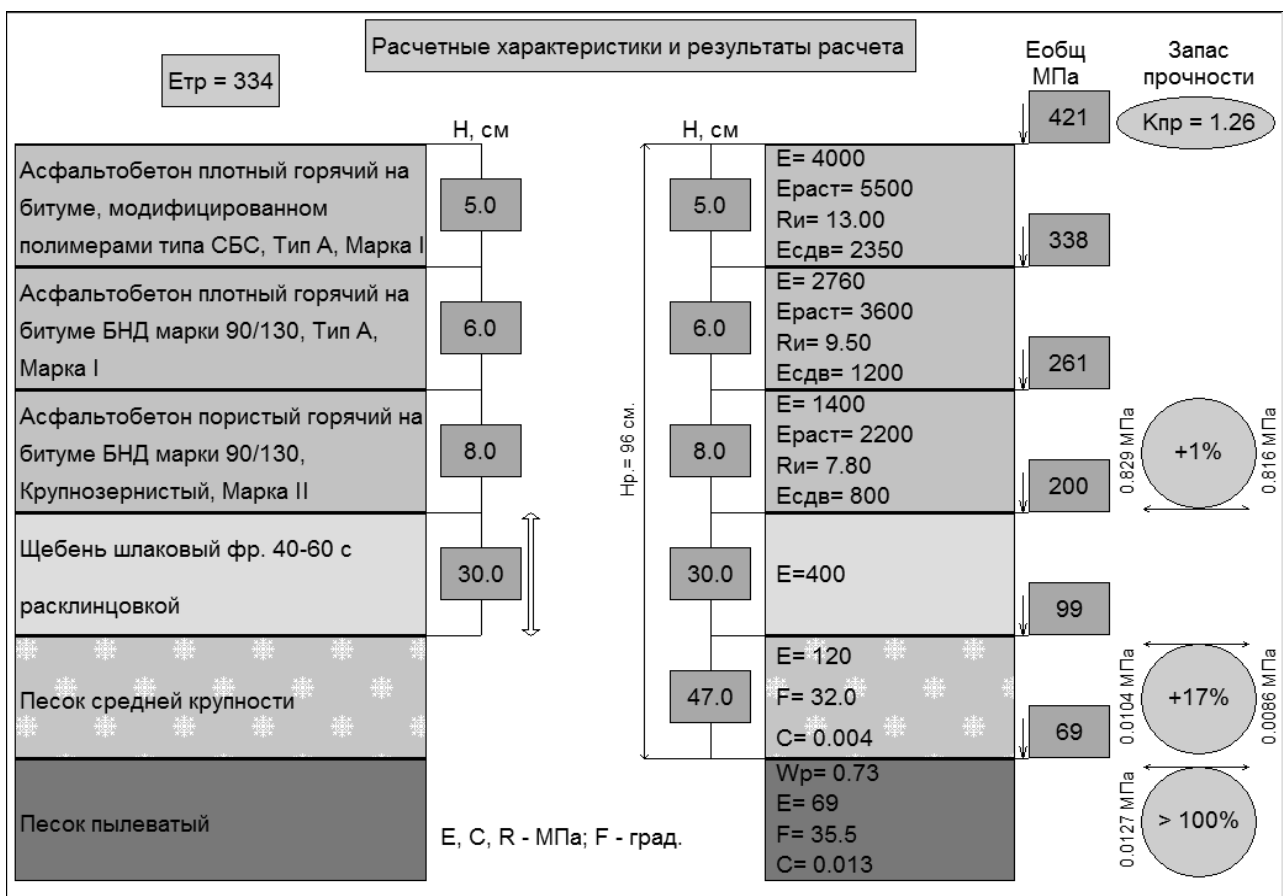 Расчетные характеристики и результаты расчета
Етр = 334
Еобщ
МПа
Запас
прочности
421
Кпр = 1.26
Н, см
Н, см
Асфальтобетон плотный горячий на
битуме, модифицированном
полимерами типа СБС, Тип А, Марка I
5.0
5.0
Е= 4000
Ераст= 5500
Rи= 13.00
Есдв= 2350
338
Асфальтобетон плотный горячий на
битуме БНД марки 90/130, Тип А,
Марка I
6.0
6.0
Е= 2760
Ераст= 3600
Rи= 9.50
Есдв= 1200
261
Асфальтобетон пористый горячий на
битуме БНД марки 90/130,
Крупнозернистый, Марка II
8.0
Нр.= 96 см.
8.0
Е= 1400
Ераст= 2200
Rи= 7.80
Есдв= 800
200
0.829 МПа
+1%
0.816 МПа
Щебень шлаковый фр. 40-60 с
расклинцовкой
30.0
30.0
Е=400
99
Песок средней крупности
47.0
Е= 120
F= 32.0
С= 0.004
69
0.0104 МПа
+17%
0.0086 МПа
Песок пылеватый
Е, С, R - МПа; F - град.
Wр= 0.73
Е= 69
F= 35.5
С= 0.013
0.0127 МПа
> 100%